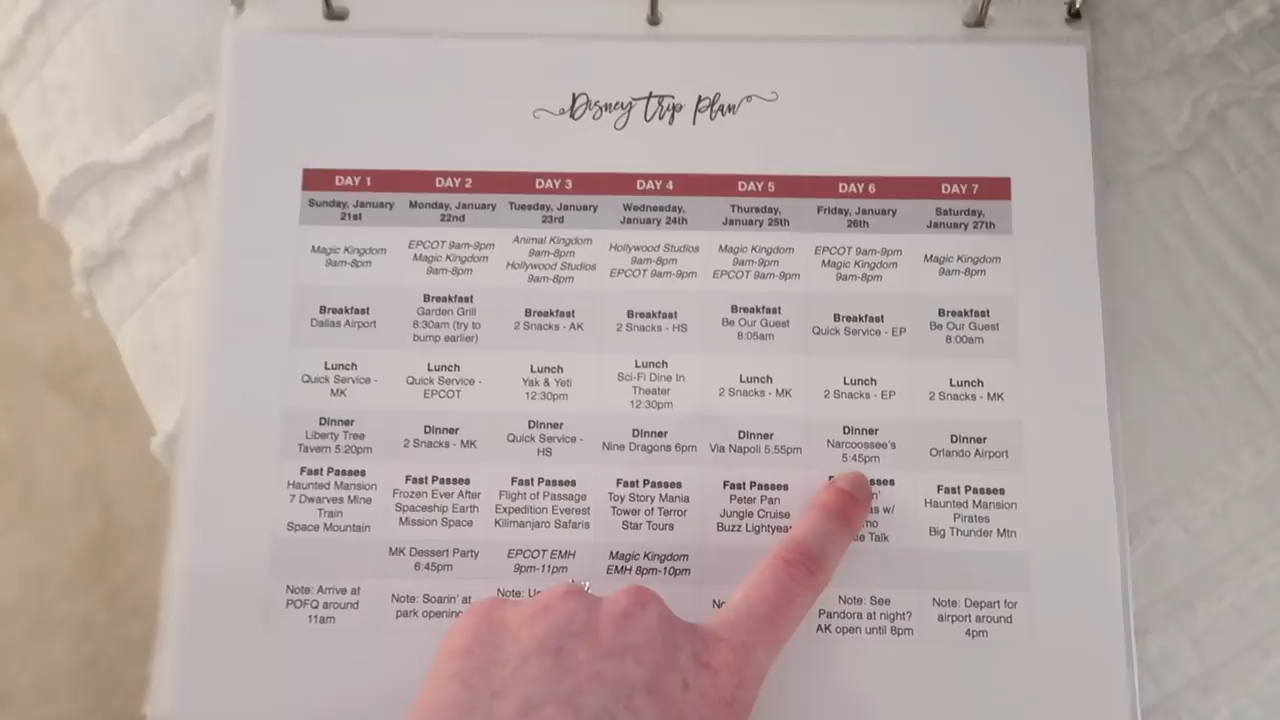 Disney Trip Plan
DAY 1 DAY 2 DAY 3 DAY 4 DAY 5 DAY 6 DAY 7
Sunday, January Monday, January Tuesday, January Wednesday, Thursday, Friday, January Saturday,
21st 22nd 23rd January 24th January 25th 26th January 27th
Magic Kingdom
9am-8pm
EPCOT 9am-9pm
Magic Kingdom
9am-8pm
Animal Kingdom
9am-8pm
Hollywood Studios
9am-8pm
Hollywood Studios
9am-8pm
EPCOT 9am-9pm
Magic Kingdom
9am-9pm
EPCOT 9am-9pm
EPCOT 9am-9pm
Magic Kingdom
9am-8pm
Magic Kingdom
9am-8pm
Breakfast
Dallas Airport
Breakfast
Garden Grill
8:30am (try to
bump earlier)
Breakfast
2 Snacks - AK
Breakfast
2 Snacks - HS
Breakfast
Be Our Guest
8:05am
Breakfast
Quick Service - EP
Breakfast
Be Our Guest
8:00am
Lunch
Quick Service -
MK
Lunch
Quick Service -
EPCOT
Lunch
Yak & Yeti
12:30pm
Lunch
Sci-Fi Dine In
Theater
12:30pm
Lunch
2 Snacks - MK
Lunch
2 Snacks - EP
Lunch
2 Snacks - MK
Dinner
Liberty Tree
Tavern 5:20pm
Dinner
2 Snacks - MK
Dinner
Quick Service -
HS
Dinner
Nine Dragons 6pm
Dinner
Via Napoli 5:55pm
Dinner
Narcoossee's
5:45pm
Dinner
Orlando Airport
Fast Passes
Haunted Mansion
7 Dwarves Mine
Train
Space Mountain
Fast Passes
Frozen Ever After
Spaceship Earth
Mission Space
Fast Passes
Flight of Passage
Expedition Everest
Kilimanjaro Safaris
Fast Passes
Toy Story Mania
Tower of Terror
Star Tours
Fast Passes
Peter Pan
Jungle Cruise
Buzz Lightyear
w/
Talk
Fast Passes
Haunted Mansion
Pirates
Big Thunder Mtn
MK Dessert Party
6:45pm
EPCOT EMH
9pm-11pm
Magic Kingdom
EMH 8pm-10pm
Note: Arrive at
POFQ around
11am
Note: Soarin' at
park opening
Note:
Note: See
Pandora at night?
AK open until 8pm
Note: Depart for
airport around
4pm